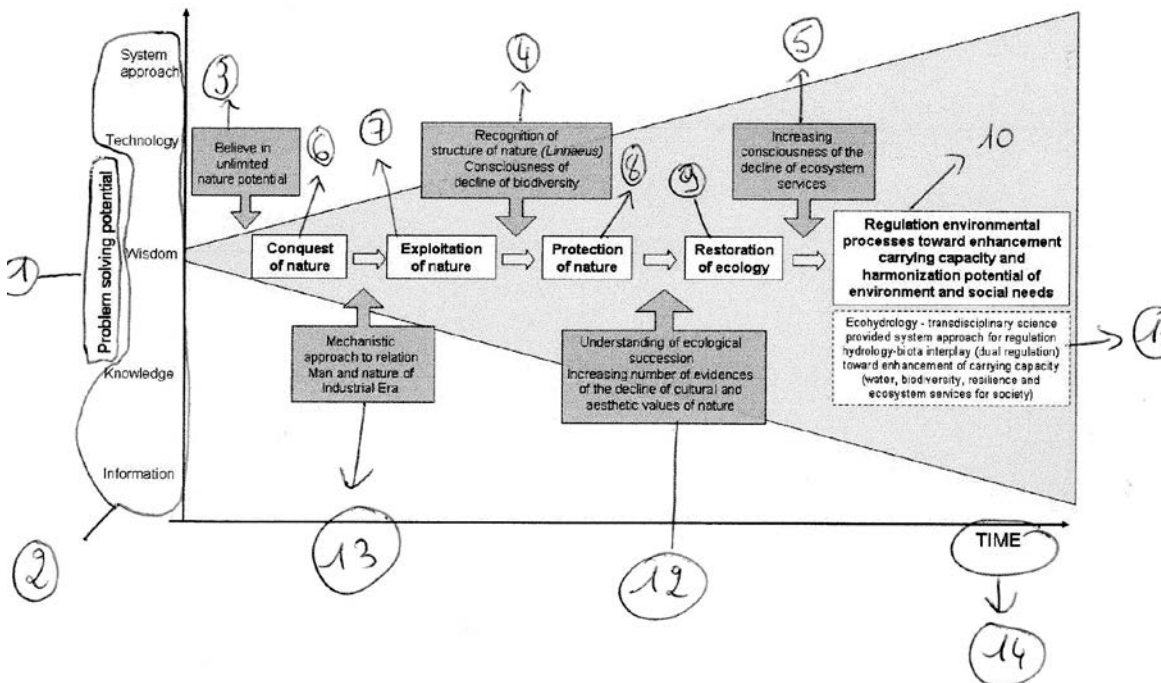 System
approach
3
4
5
Technology
Believe in
unlimited
nature potential
6
7
Recognition of
structure of nature (Linnaeus)
Consciousness of
decline of biodiversity
8
9
Increasing
consciousness of the
decline of ecosystem
services
10
1
Problem solving potential
Wisdom
Conquest
of nature
Exploitation
of nature
Protection
of nature
Restoration
of ecology
Regulation environmental
processes toward enhancement
carrying capacity and
harmonization potential of
environment and social needs
Mechanistic
approach to relation
Man and nature of
Industrial Era
Understanding of ecological
succession
Increasing number of evidences
of the decline of cultural and
aesthetic values of nature
Ecohydrology - transdisciplinary science
provided system approach for regulation
hydrology-biota interplay (dual regulation)
toward enhancement of carrying capacity
(water, biodiversity, resilience and
ecosystem services for society)
Knowledge
Information
2
13
12
TIME
14